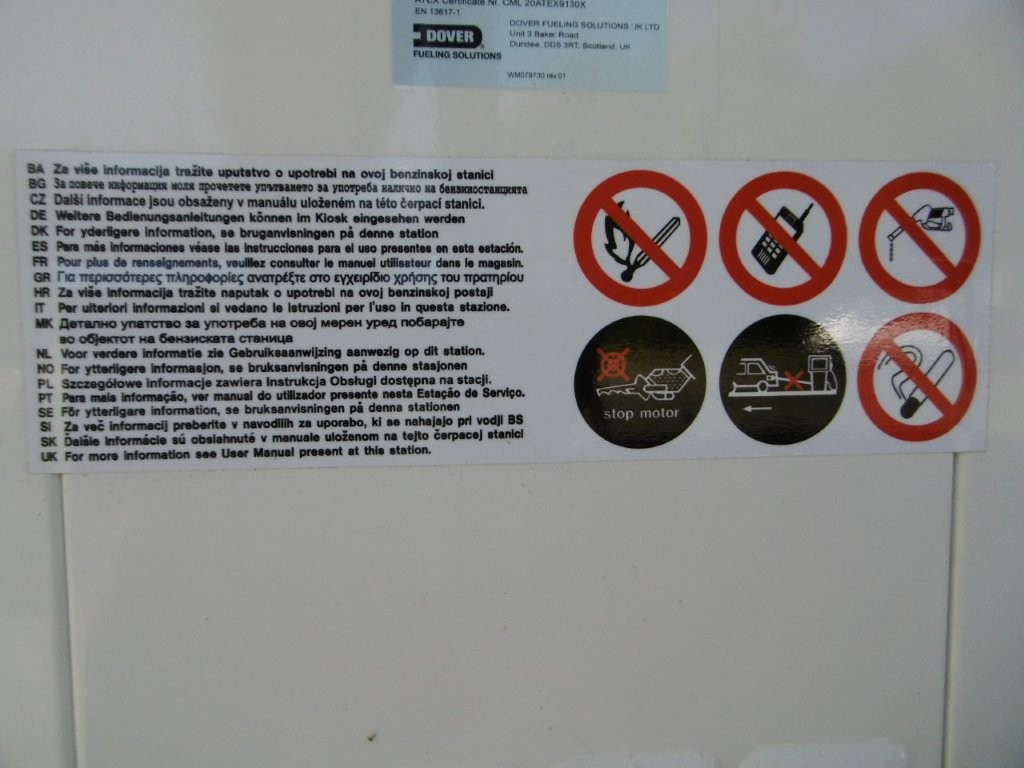 ATEX Certificate Nr. CML 20ATEX9130X
EN 13617-1
DOVER
FUELING SOLUTIONS
DOVER FUELING SOLUTIONS UK LTD
Unit 3 Baker Road
Dundee, DD5 3RT, Scotland, UK
WM079730 rev.01
BA Za više informacija tražite uputstvo o upotrebi na ovoj benzinskoj stanici
BG За повече информация моля прочетете упътването за употреба налично на бензиностанцията
CZ Další informace jsou obsaženy v manuálu uloženém na této čerpací stanici.
DE Weitere Bedienungsanleitungen können im Kiosk eingesehen werden
DK For yderligere information, se bruganvisningen på denne station
ES Para más informaciones véase las instrucciones para el uso presentes en esta estación.
FR Pour plus de renseignements, veuillez consulter le manuel utilisateur dans le magasin.
GR Για περισσότερες πληροφορίες ανατρέξτε στο εγχειρίδιο χρήσης του πρατηρίου
HR Za više informacija tražite naputak o upotrebi na ovoj benzinskoj postaji
IT Per ulteriori informazioni si vedano le istruzioni per l'uso in questa stazione.
MK Детално упатство за употреба на овој мерен уред побарајте
во објектот на бензиската станица
NL Voor verdere informatie zie Gebruiksaanwijzing aanwezig op dit station.
NO For ytterligere informasjon, se bruksanvisningen på denne stasjonen
PL Szczegółowe informacje zawiera Instrukcja Obsługi dostępna na stacji.
PT Para mais informação, ver manual do utilizador presente nesta Estação de Serviço.
SE För ytterligare information, se bruksanvisningen på denna stationen
SI Za več informacij preberite v navodilih za uporabo, ki se nahajajo pri vodji BS
SK Ďalšie informácie sú obsiahnuté v manuále uloženom na tejto čerpacej stanici
UK For more information see User Manual present at this station.
stop motor